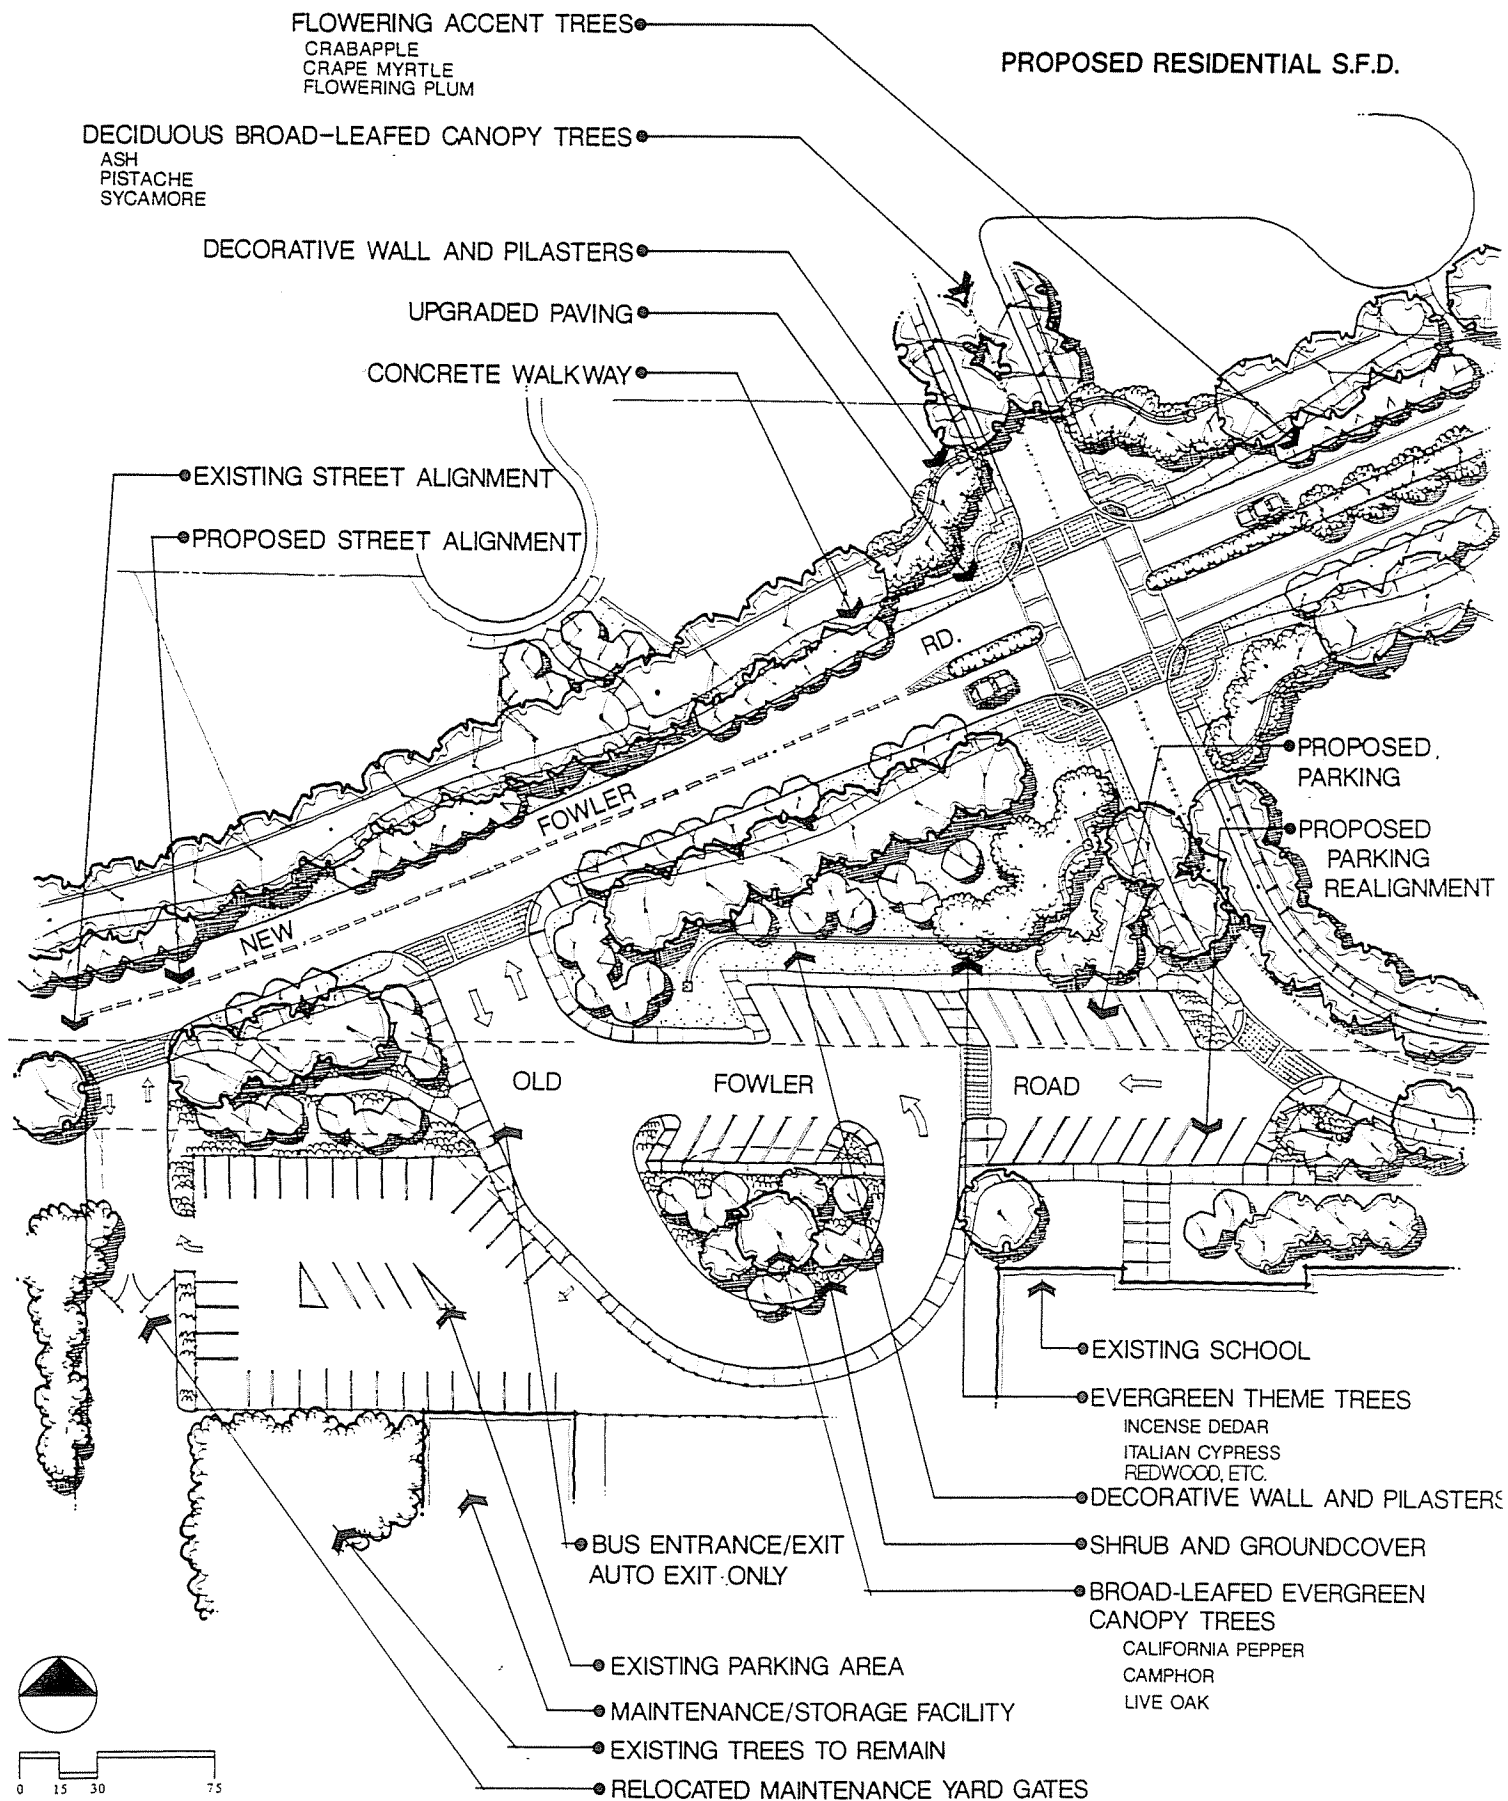 FLOWERING ACCENT TREES
CRABAPPLE
CRAPE MYRTLE
FLOWERING PLUM
PROPOSED RESIDENTIAL S.F.D.
DECIDUOUS BROAD-LEAFED CANOPY TREES
ASH
PISTACHE
SYCAMORE
DECORATIVE WALL AND PILASTERS
UPGRADED PAVING
CONCRETE WALKWAY
EXISTING STREET ALIGNMENT
PROPOSED STREET ALIGNMENT
NEW FOWLER RD.
PROPOSED
PARKING
PROPOSED
PARKING
REALIGNMENT
OLD FOWLER ROAD
EXISTING SCHOOL
EVERGREEN THEME TREES
INCENSE DEDAR
ITALIAN CYPRESS
REDWOOD, ETC.
DECORATIVE WALL AND PILASTERS
SHRUB AND GROUNDCOVER
BROAD-LEAFED EVERGREEN
CANOPY TREES
CALIFORNIA PEPPER
CAMPHOR
LIVE OAK
BUS ENTRANCE/EXIT
AUTO EXIT ONLY
EXISTING PARKING AREA
MAINTENANCE/STORAGE FACILITY
EXISTING TREES TO REMAIN
RELOCATED MAINTENANCE YARD GATES
0 15 30 75